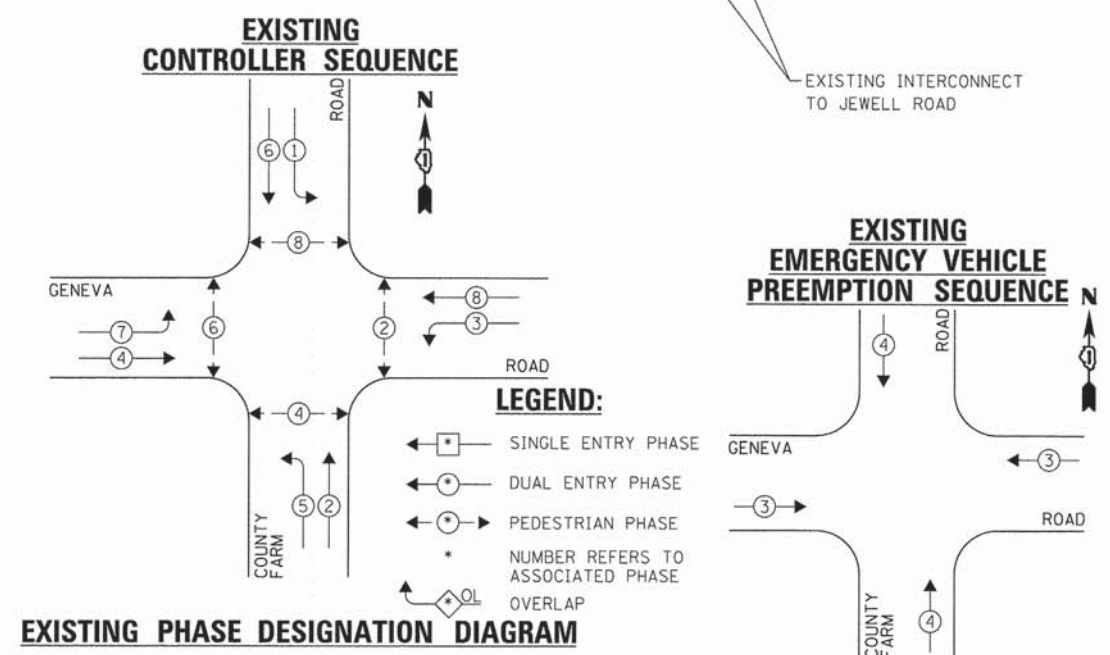 EXISTING
CONTROLLER SEQUENCE
EXISTING INTERCONNECT
TO JEWELL ROAD
ROAD
N
1
6
1
8
GENEVA
7
4
6
2
8
3
ROAD
4
5
2
COUNTY
FARM
LEGEND:
* SINGLE ENTRY PHASE
* DUAL ENTRY PHASE
* PEDESTRIAN PHASE
* NUMBER REFERS TO
ASSOCIATED PHASE
* OL OVERLAP
EXISTING PHASE DESIGNATION DIAGRAM
EXISTING
EMERGENCY VEHICLE
PREEMPTION SEQUENCE
N
1
ROAD
4
GENEVA
3
3
ROAD
4
COUNTY
FARM